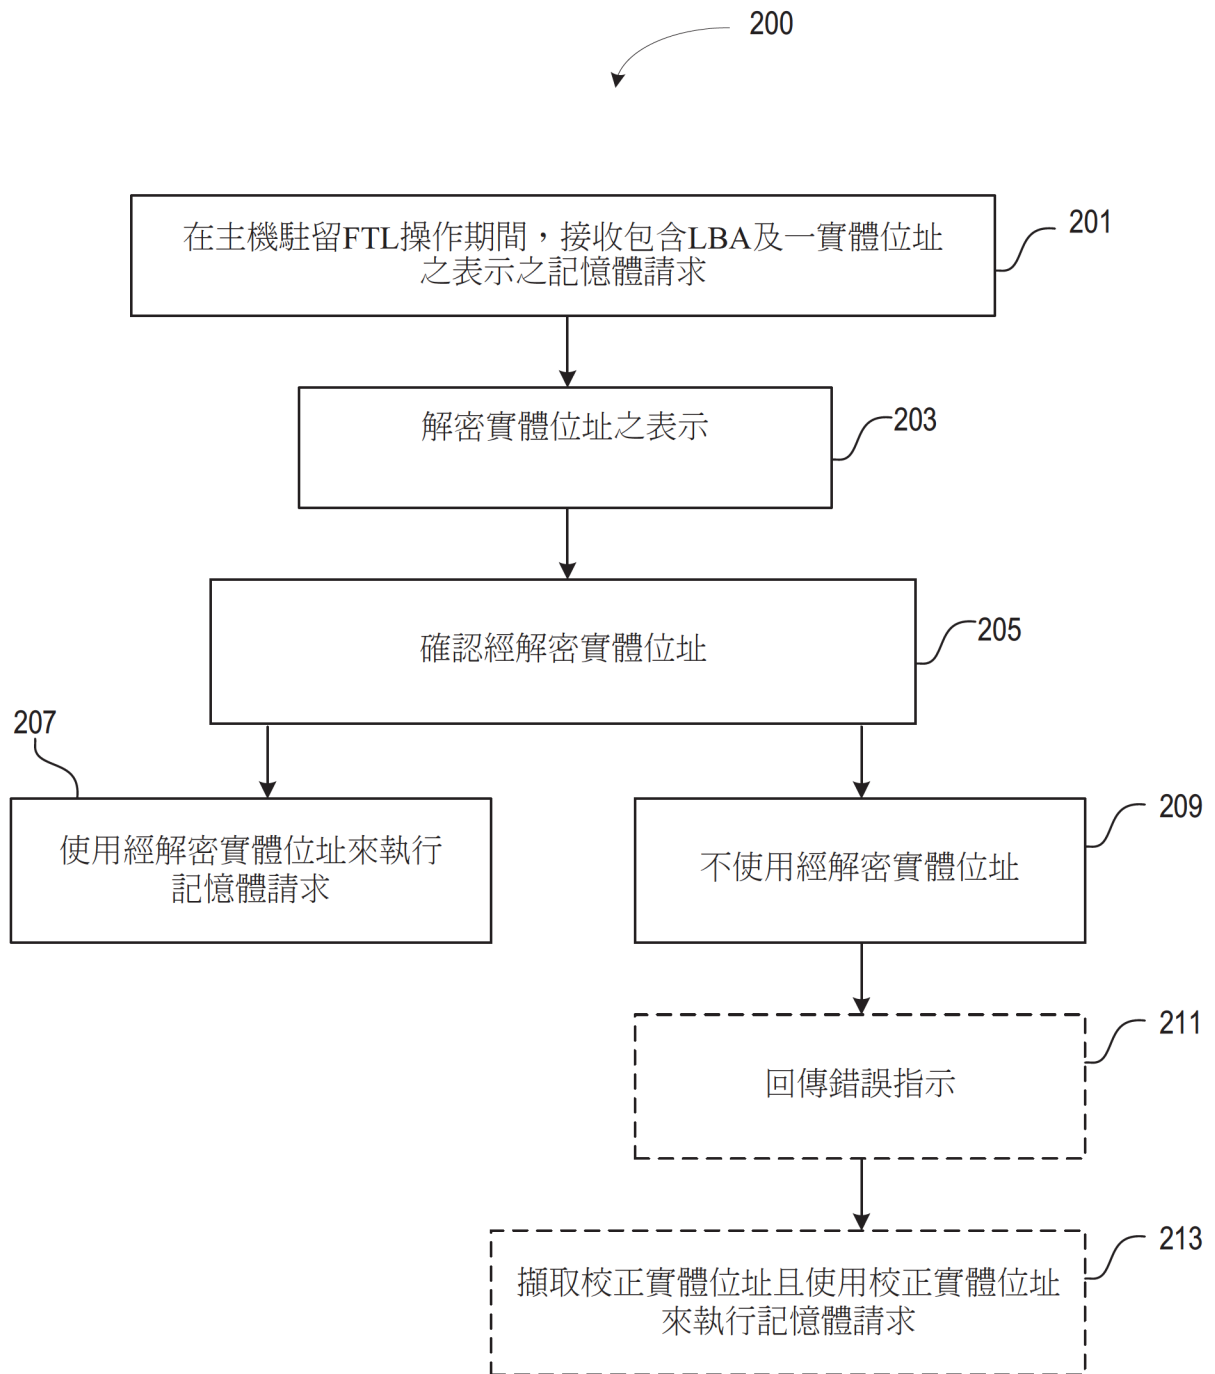 200
在主機駐留FTL操作期間，接收包含LBA及一實體位址
之表示之記憶體請求
201
解密實體位址之表示
203
確認經解密實體位址
205
207
使用經解密實體位址來執行
記憶體請求
209
不使用經解密實體位址
211
回傳錯誤指示
213
擷取校正實體位址且使用校正實體位址
來執行記憶體請求